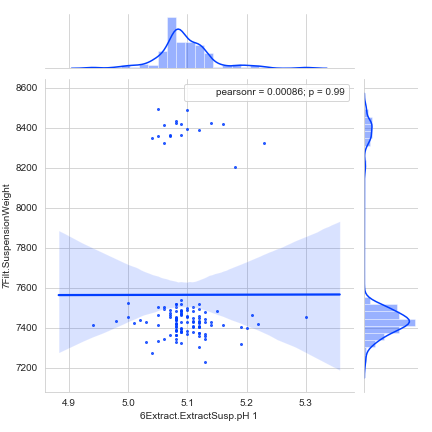 pearsonr = 0.00086; p = 0.99
8600
8400
8200
8000
7800
7600
7400
7200
7Filt.SuspensionWeight
4.9 5.0 5.1 5.2 5.3
6Extract.ExtractSusp.pH 1